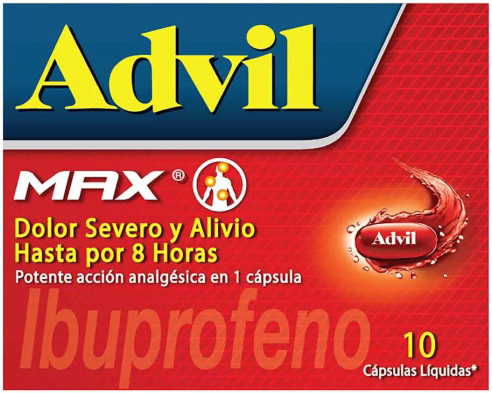 Advil
MAX®
Dolor Severo y Alivio
Hasta por 8 Horas
Potente acción analgésica en 1 cápsula
Advil
Ibuprofeno
10
Cápsulas Líquidas*